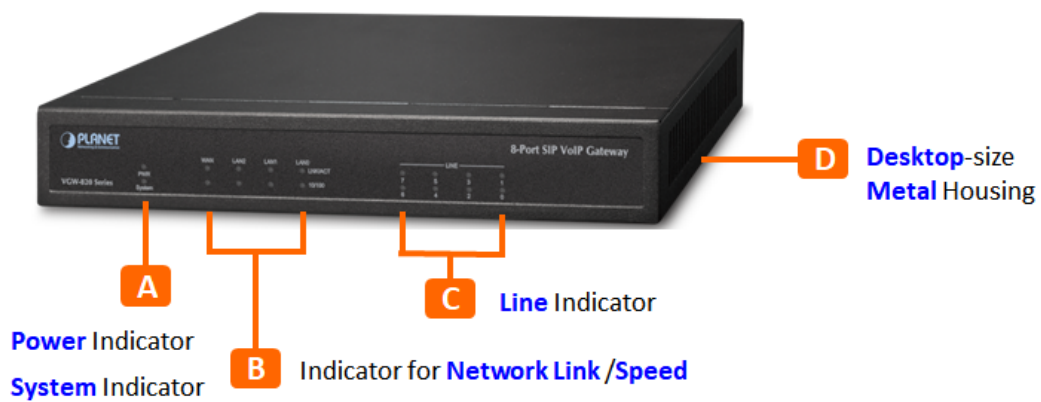 PLANET
8-Port SIP VoIP Gateway
WAN LAN2 LAN1 LAN0
LINE
PWR
LNK/ACT
7 5 3 1
VGW-820 Series
System
10/100
6 4 2 0
D
Desktop-size
Metal Housing
A
C
Line Indicator
Power Indicator
B
Indicator for Network Link /Speed
System Indicator